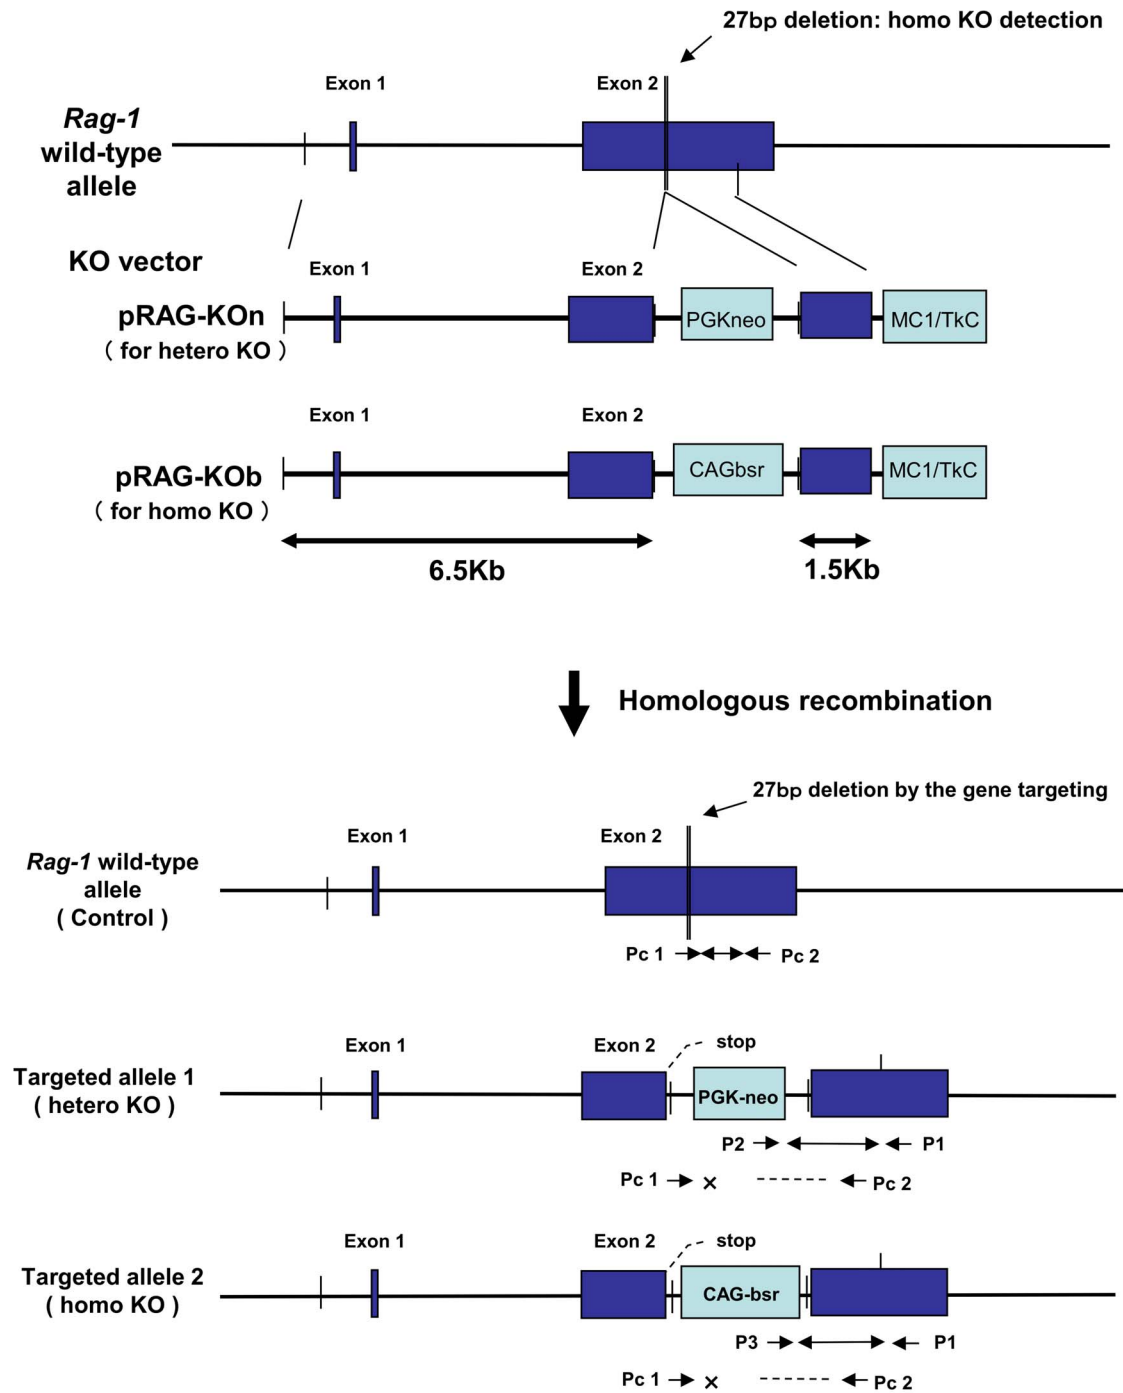 27bp deletion: homo KO detection
Exon 1
Exon 2
Rag-1
wild-type
allele
KO vector
Exon 1
Exon 2
pRAG-KOn
( for hetero KO )
PGKneo
MC1/TkC
Exon 1
Exon 2
pRAG-KOb
( for homo KO )
CAGbsr
MC1/TkC
6.5Kb
1.5Kb
Homologous recombination
27bp deletion by the gene targeting
Exon 1
Exon 2
Rag-1 wild-type
allele
( Control )
Pc 1
Pc 2
Exon 1
Exon 2
stop
Targeted allele 1
( hetero KO )
PGK-neo
P2
P1
Pc 1
×
Pc 2
Exon 1
Exon 2
stop
Targeted allele 2
( homo KO )
CAG-bsr
P3
P1
Pc 1
×
Pc 2